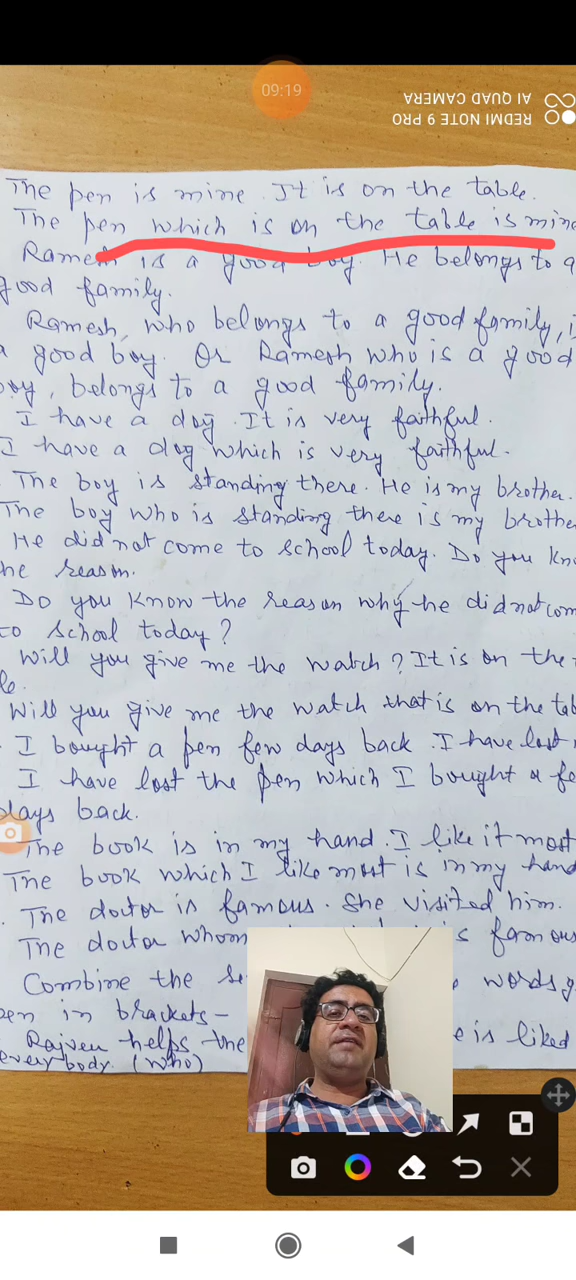 09:19
REDMI NOTE 9 PRO
AI QUAD CAMERA
The pen is mine. It is on the table.
The pen which is on the table is mine
Ramesh is a good boy. He belongs to a
good family.
Ramesh, who belongs to a good family, i
a good boy. Or Ramesh who is a good
boy, belongs to a good family.
I have a dog. It is very faithful.
I have a dog which is very faithful.
The boy is standing there. He is my brother.
The boy who is standing there is my brothe
He did not come to school today. Do you kno
he reason.
Do you know the reason why he did not com
to school today?
Will you give me the watch? It is on the t
le.
Will you give me the watch that is on the tab
I bought a pen few days back. I have lost
I have lost the pen which I bought a fe
days back.
The book is in my hand. I like it most
The book which I like most is in my hand
The doctor is famous. She visited him.
The doctor whom is famous
Combine the se words g
en in brackets-
Rajeev helps the e is liked
every body. (who)